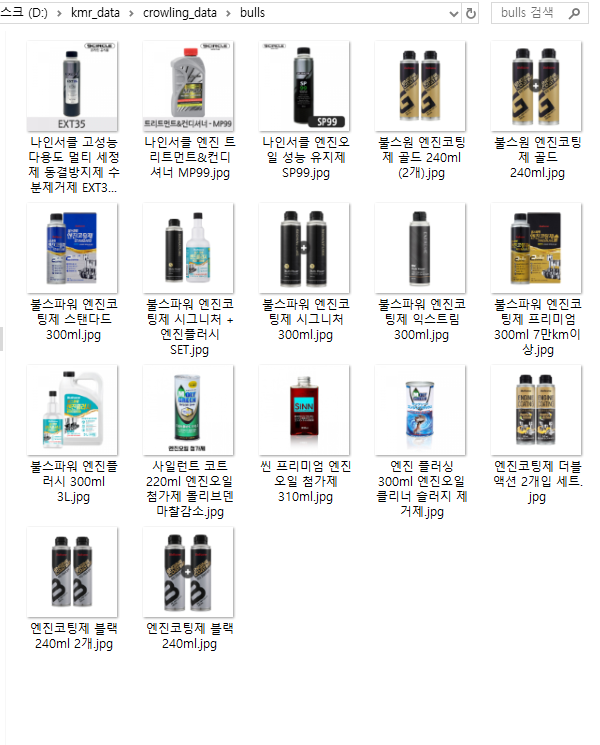 스크 (D:) › kmr_data › crowling_data › bulls
bulls 검색
EXT35
나인서클 고성능
다용도 멀티 세정
제 동결방지제 수
분제거제 EXT3...
트리트먼트&컨디셔너 - MP99
나인서클 엔진 트
리트먼트&컨디
셔너 MP99.jpg
SP99
나인서클 엔진오
일 성능 유지제
SP99.jpg
불스원 엔진코팅
제 골드 240ml
(2개).jpg
불스원 엔진코팅
제 골드
240ml.jpg
불스파워 엔진코
팅제 스탠다드
300ml.jpg
불스파워 엔진코
팅제 시그니처 +
엔진플러시
SET.jpg
불스파워 엔진코
팅제 시그니처
300ml.jpg
불스파워 엔진코
팅제 익스트림
300ml.jpg
불스파워 엔진코
팅제 프리미엄
300ml 7만km이
상.jpg
불스파워 엔진플
러시 300ml
3L.jpg
엔진오일 첨가제
사일런트 코트
220ml 엔진오일
첨가제 몰리브덴
마찰감소.jpg
SINN
씬 프리미엄 엔진
오일 첨가제
310ml.jpg
엔진 플러싱
300ml 엔진오일
클리너 슬러지 제
거제.jpg
엔진코팅제 더블
액션 2개입 세트.
jpg
엔진코팅제 블랙
240ml 2개.jpg
엔진코팅제 블랙
240ml.jpg